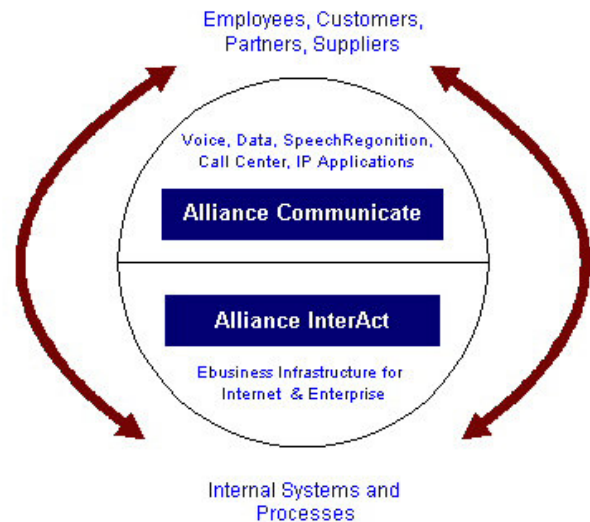 Employees, Customers,
Partners, Suppliers
Voice, Data, SpeechRegonition,
Call Center, IP Applications
Alliance Communicate
Alliance InterAct
Ebusiness Infrastructure for
Internet & Enterprise
Internal Systems and
Processes